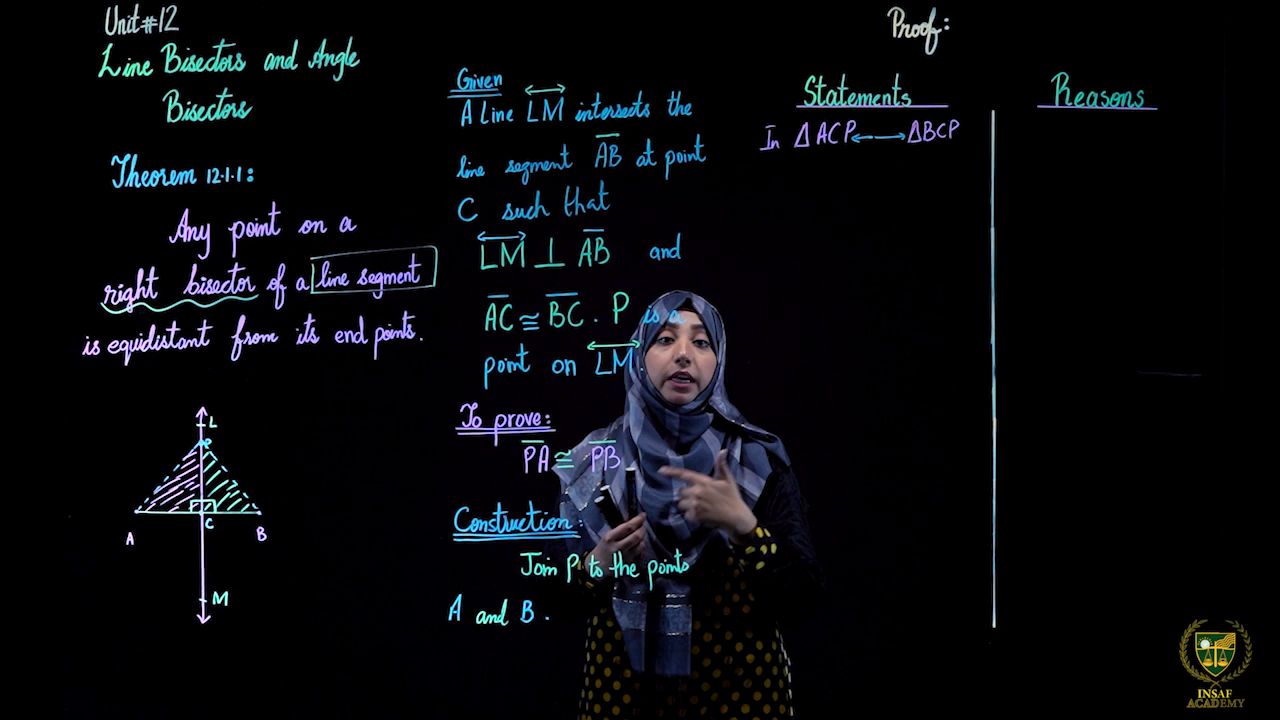 Unit#12
Line Bisectors and Angle
Bisectors
Theorem 12.1.1:
Any point on a
right bisector of a line segment
is equidistant from its end points.
L
P
C
A
B
M
Given
A line LM intersects the
line segment AB at point
C such that
LM ⊥ AB and
AC ≅ BC . P is a
point on LM.
To prove:
PA ≅ PB
Construction:
Join P to the points
A and B .
Proof:
Statements
Reasons
In Δ ACP ↔ ΔBCP
INSAF
ACADEMY